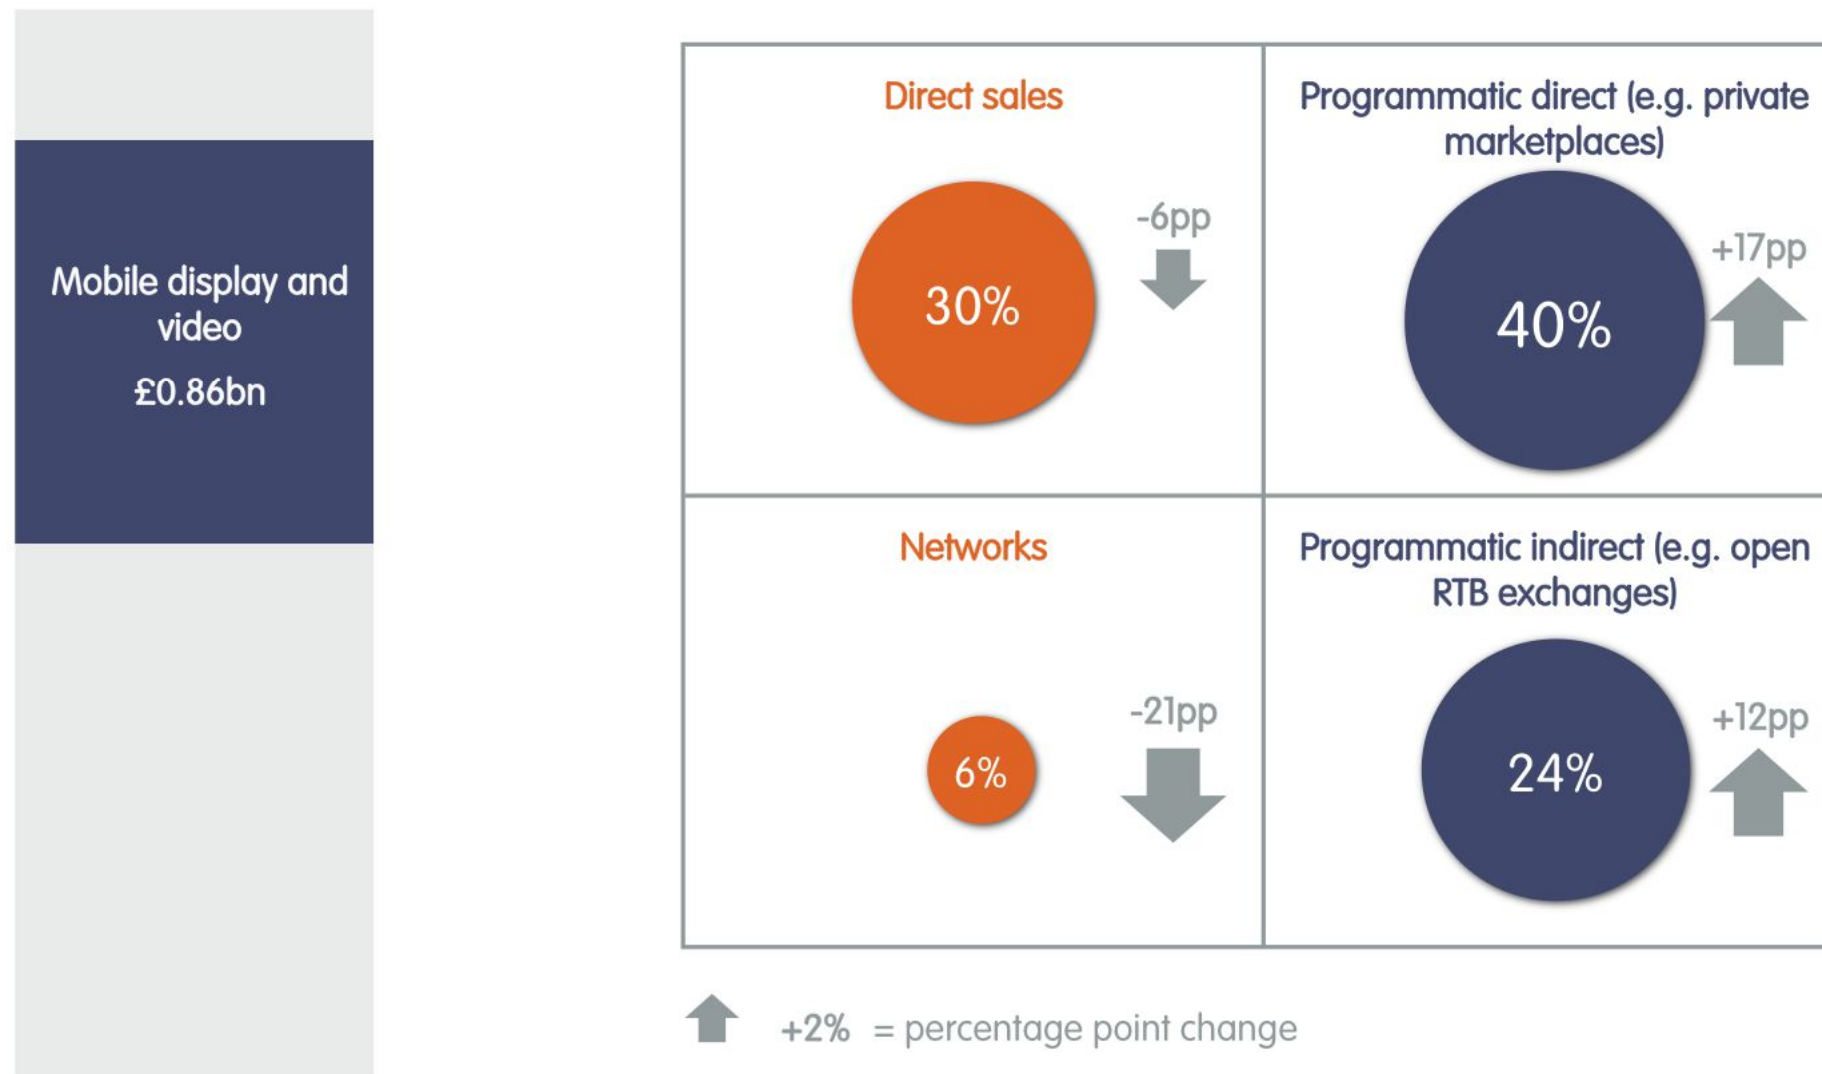 Mobile display and
video
£0.86bn
Direct sales
-6pp
30%
Programmatic direct (e.g. private
marketplaces)
+17pp
40%
Networks
-21pp
6%
Programmatic indirect (e.g. open
RTB exchanges)
+12pp
24%
+2% = percentage point change